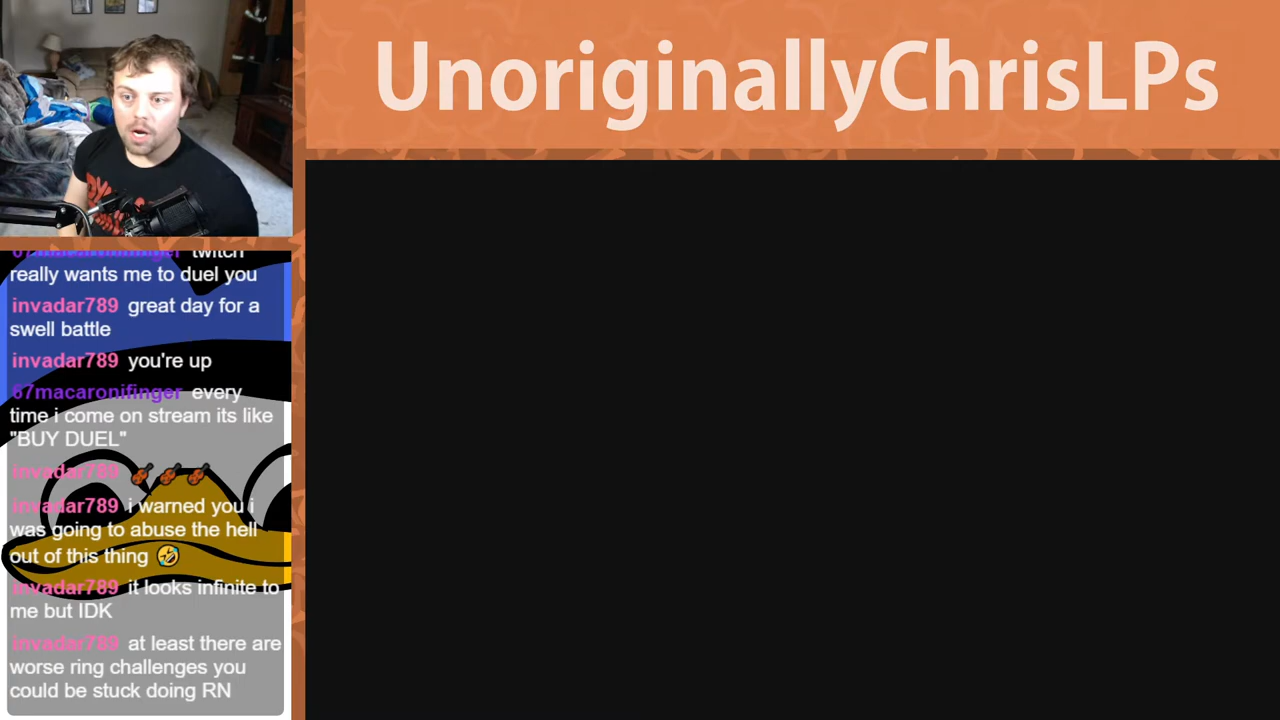 UnoriginallyChrisLPs
67macaronifinger twitch
really wants me to duel you
invadar789 great day for a
swell battle
invadar789 you're up
67macaronifinger every
time i come on stream its like
"BUY DUEL"
invadar789
invadar789 i warned you i
was going to abuse the hell
out of this thing 🤣
invadar789 it looks infinite to
me but IDK
invadar789 at least there are
worse ring challenges you
could be stuck doing RN